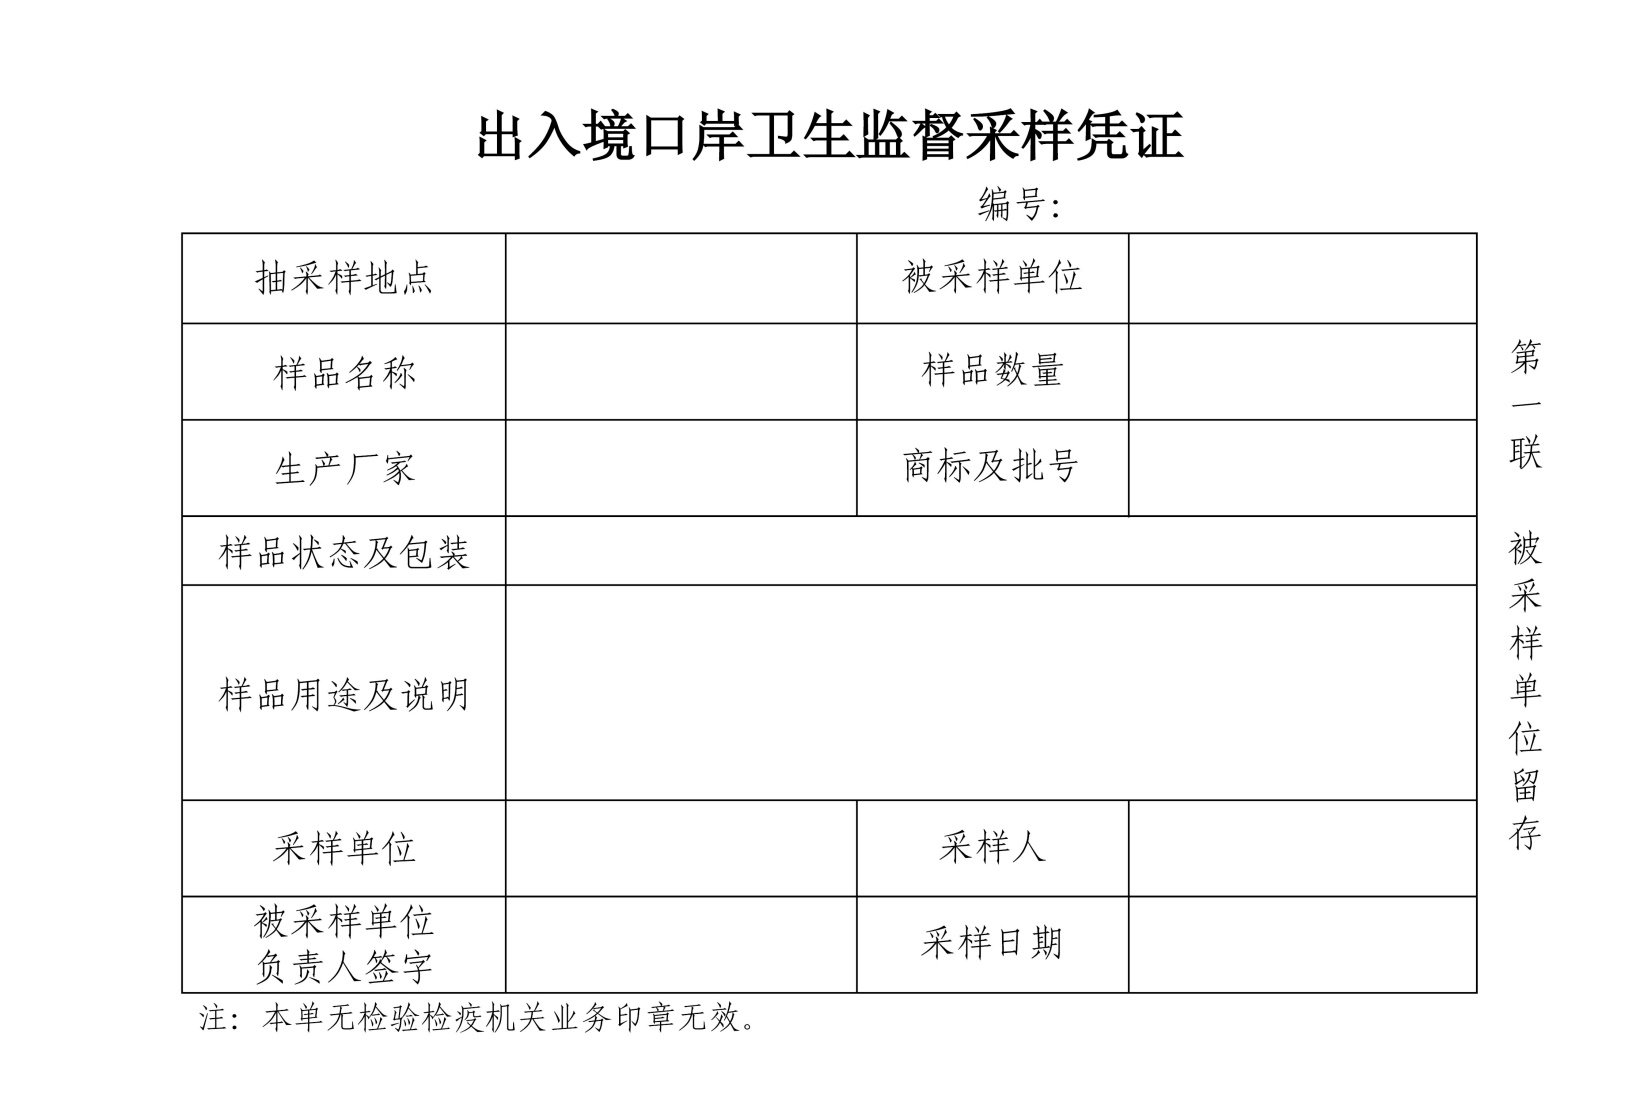 出入境口岸卫生监督采样凭证
编号：
抽采样地点
被采样单位
样品名称
样品数量
生产厂家
商标及批号
样品状态及包装
样品用途及说明
采样单位
采样人
被采样单位
负责人签字
采样日期
注：本单无检验检疫机关业务印章无效。
第一联 被采样单位留存